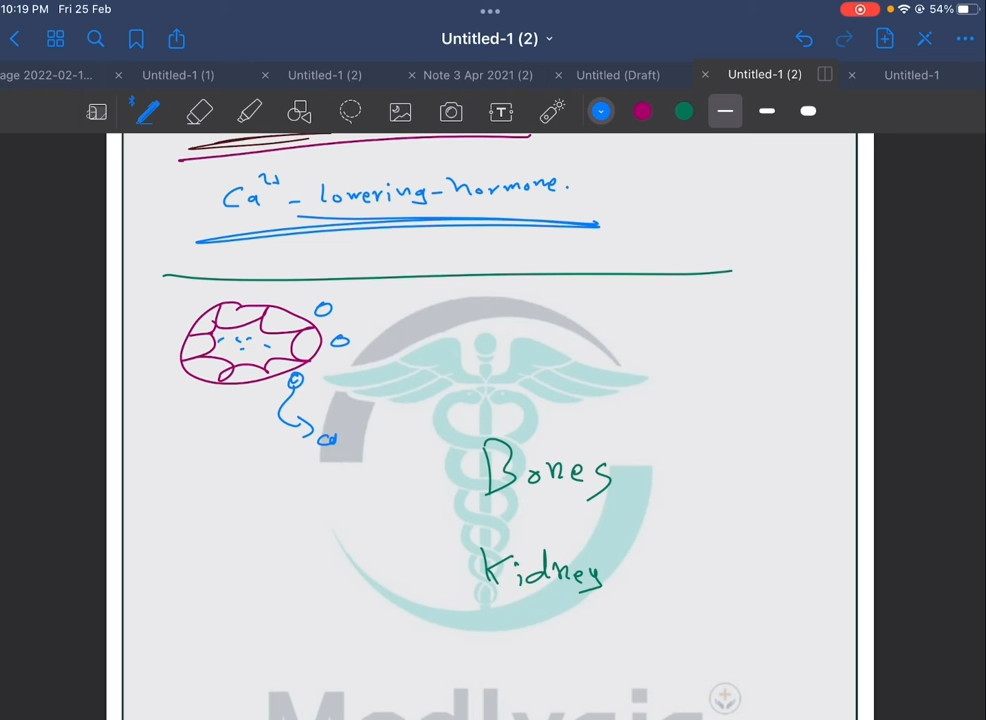 10:19 PM Fri 25 Feb 54%
Untitled-1 (2)
age 2022-02-1... Untitled-1 (1) Untitled-1 (2) Note 3 Apr 2021 (2) Untitled (Draft) Untitled-1 (2) Untitled-1
Ca²⁺ - lowering-hormone.
Bones
Kidney